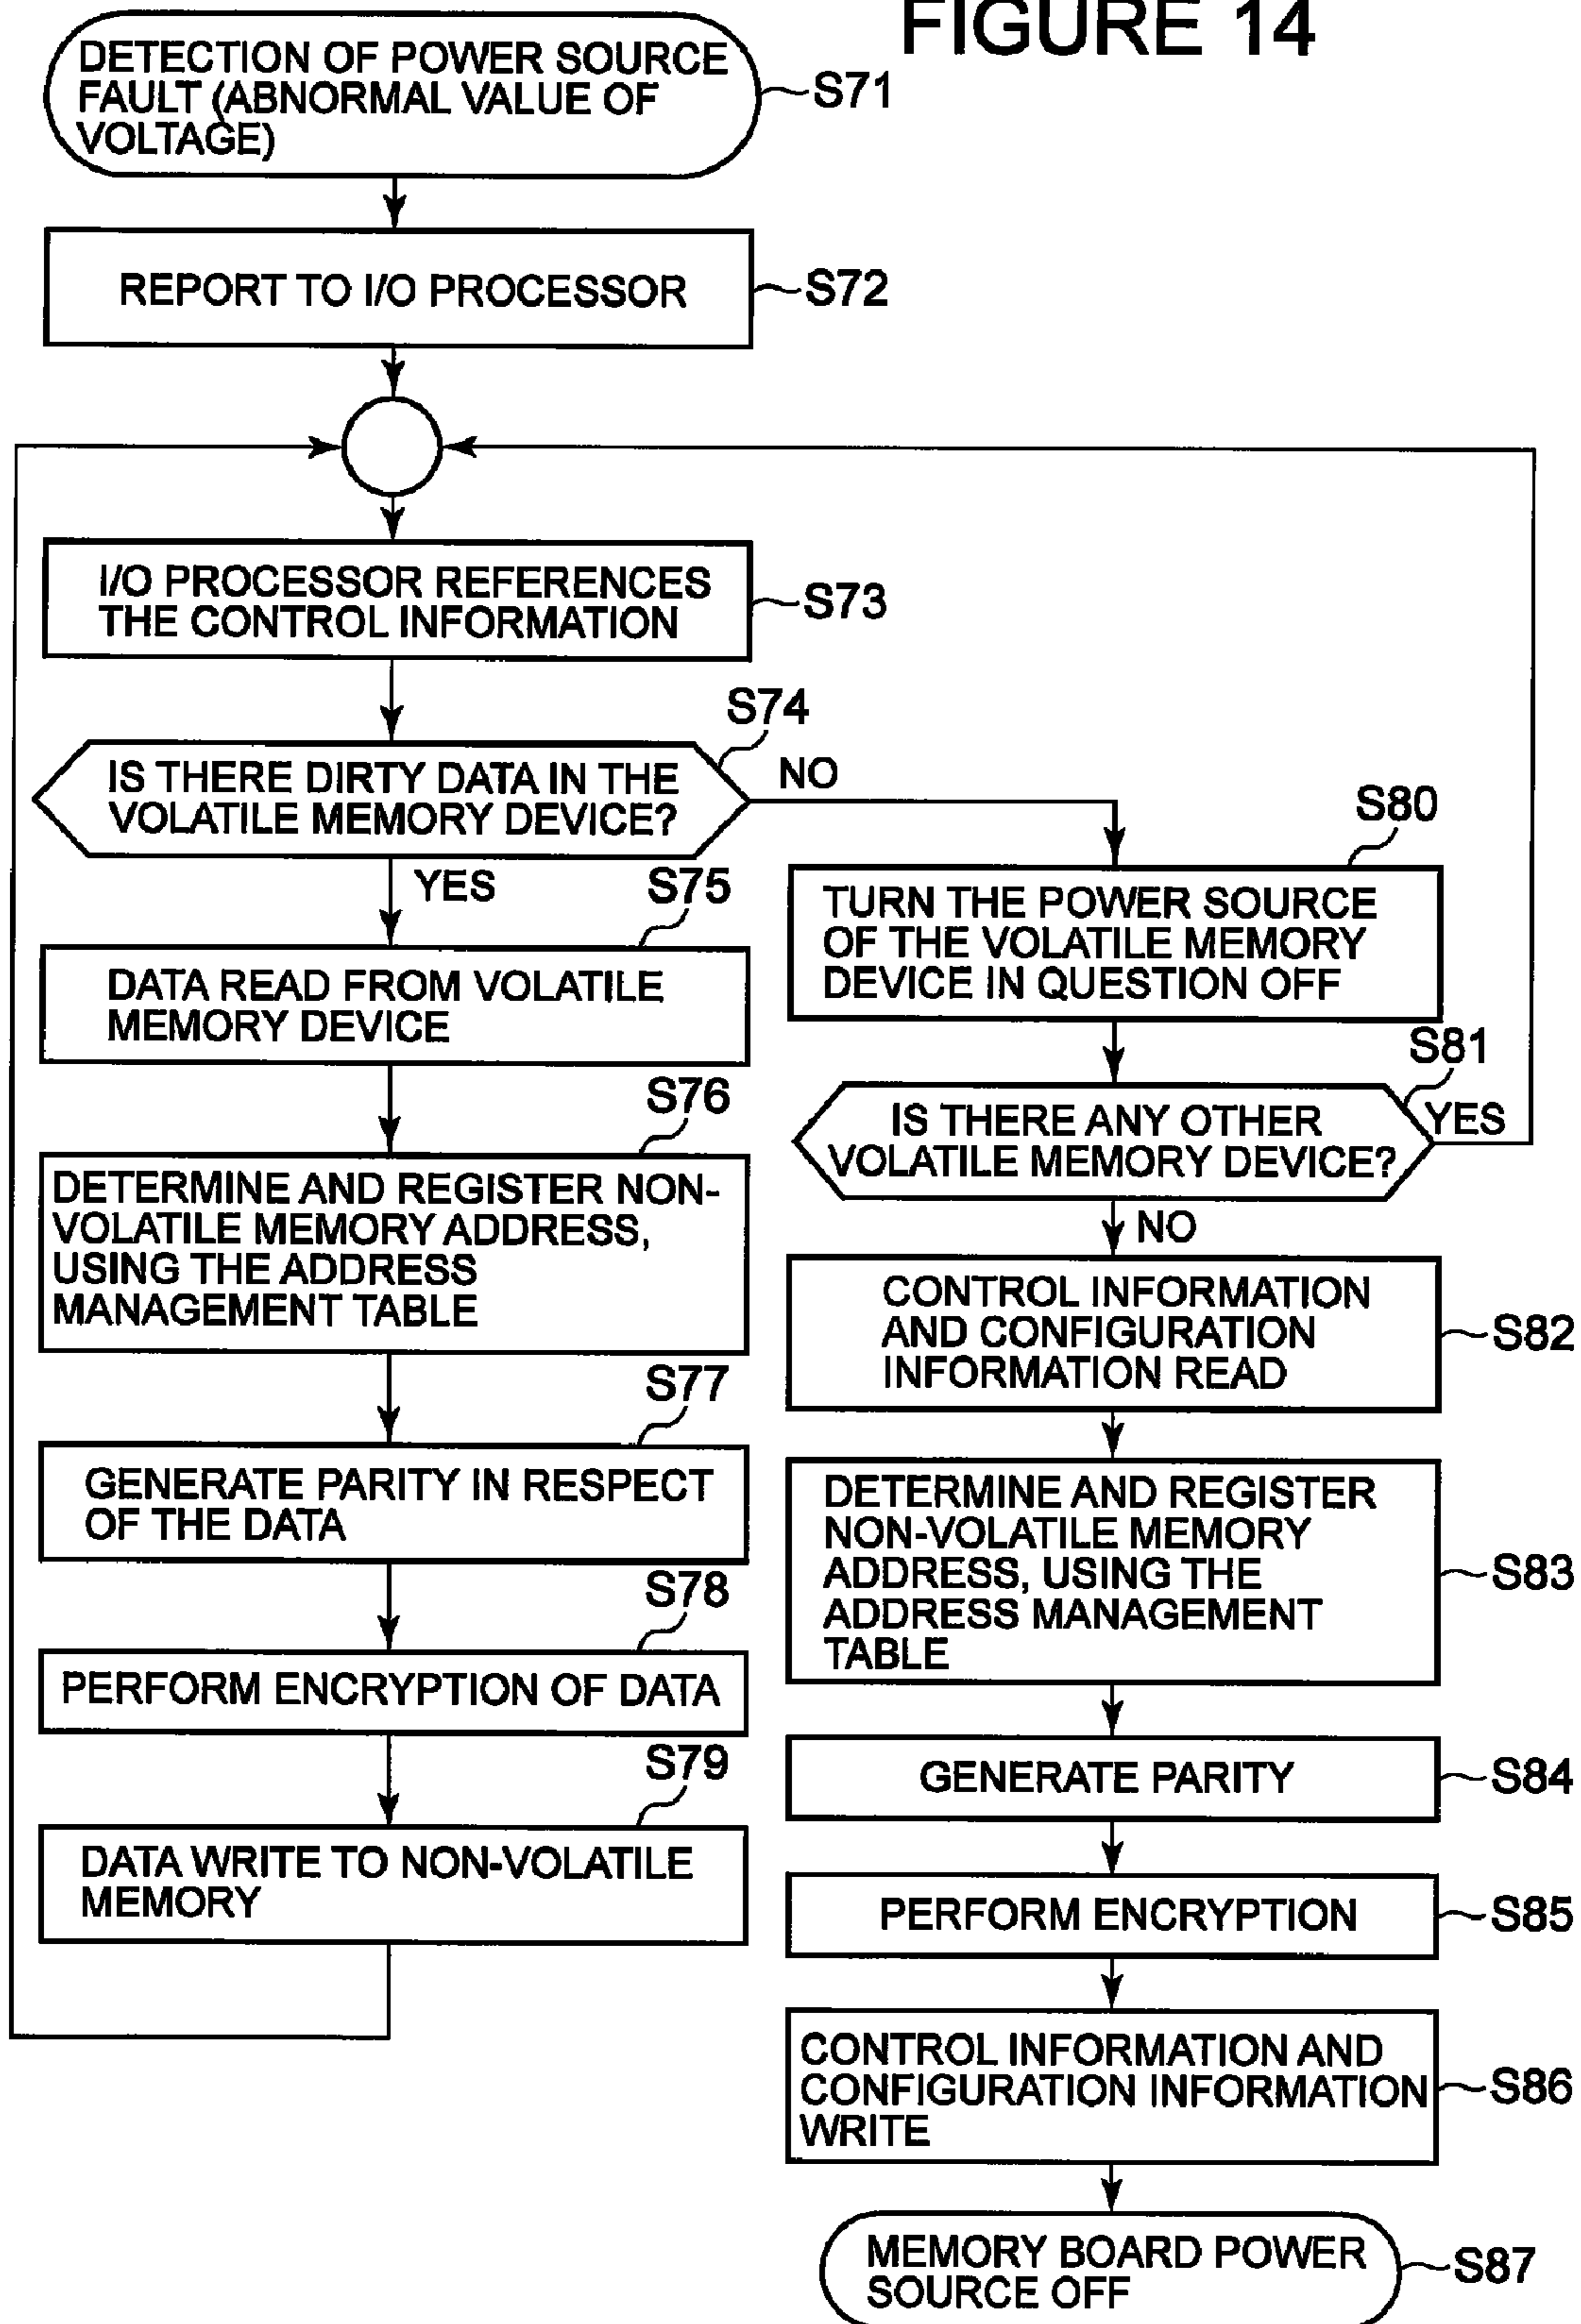 FIGURE 14
DETECTION OF POWER SOURCE
FAULT (ABNORMAL VALUE OF
VOLTAGE)
S71
REPORT TO I/O PROCESSOR
S72
I/O PROCESSOR REFERENCES
THE CONTROL INFORMATION
S73
S74
IS THERE DIRTY DATA IN THE
VOLATILE MEMORY DEVICE?
NO
YES
S75
DATA READ FROM VOLATILE
MEMORY DEVICE
S76
DETERMINE AND REGISTER NON-
VOLATILE MEMORY ADDRESS,
USING THE ADDRESS
MANAGEMENT TABLE
S77
GENERATE PARITY IN RESPECT
OF THE DATA
S78
PERFORM ENCRYPTION OF DATA
S79
DATA WRITE TO NON-VOLATILE
MEMORY
S80
TURN THE POWER SOURCE
OF THE VOLATILE MEMORY
DEVICE IN QUESTION OFF
S81
IS THERE ANY OTHER
VOLATILE MEMORY DEVICE?
YES
NO
CONTROL INFORMATION
AND CONFIGURATION
INFORMATION READ
S82
DETERMINE AND REGISTER
NON-VOLATILE MEMORY
ADDRESS, USING THE
ADDRESS MANAGEMENT
TABLE
S83
GENERATE PARITY
S84
PERFORM ENCRYPTION
S85
CONTROL INFORMATION AND
CONFIGURATION INFORMATION
WRITE
S86
MEMORY BOARD POWER
SOURCE OFF
S87